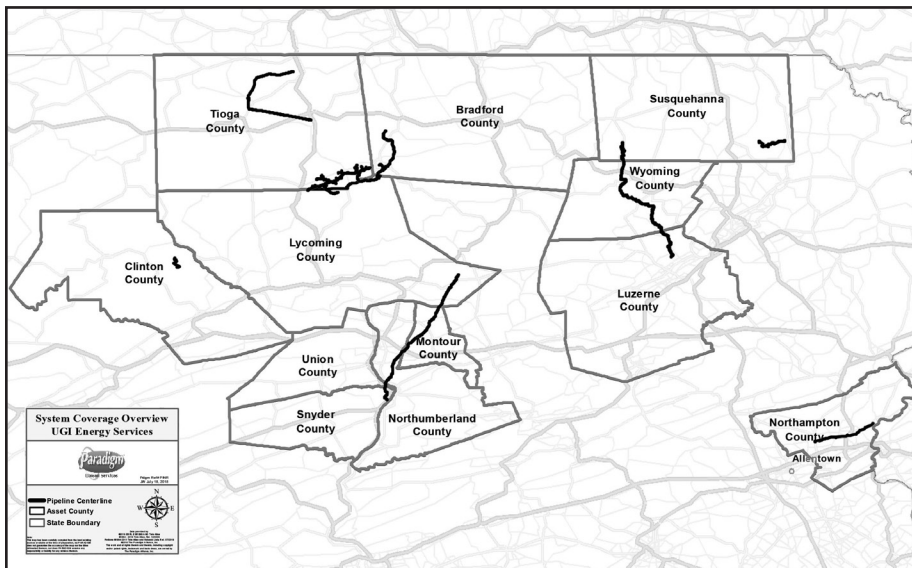 Tioga
County
Bradford
County
Susquehanna
County
Wyoming
County
Lycoming
County
Clinton
County
Luzerne
County
Montour
County
Union
County
Snyder
County
Northumberland
County
Northampton
County
Allentown
System Coverage Overview
UGI Energy Services
Paradigm
Pipeline Centerline
Asset County
State Boundary
N
W
E
S